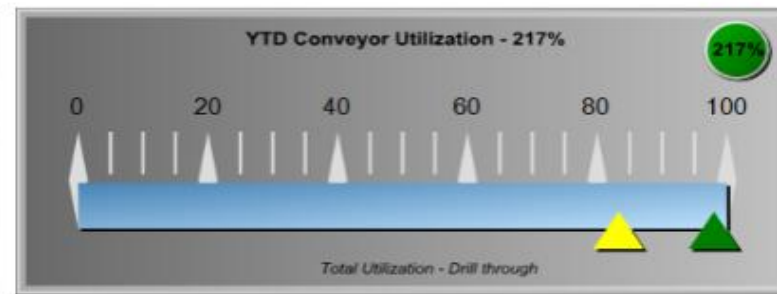 YTD Conveyor Utilization - 217%
217%
0 20 40 60 80 100
Total Utilization - Drill through